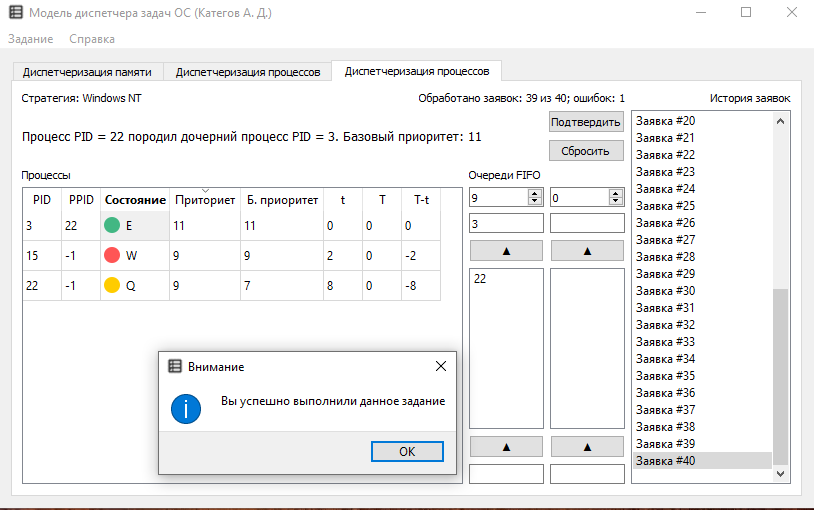 Модель диспетчера задач ОС (Категов А. Д.)
Задание Справка
Диспетчеризация памяти Диспетчеризация процессов Диспетчеризация процессов
Стратегия: Windows NT Обработано заявок: 39 из 40; ошибок: 1 История заявок
Процесс PID = 22 породил дочерний процесс PID = 3. Базовый приоритет: 11
Подтвердить
Сбросить
Процессы
PID PPID Состояние Приториет Б. приоритет t T T-t
3 22 E 11 11 0 0 0
15 -1 W 9 9 2 0 -2
22 -1 Q 9 7 8 0 -8
Очереди FIFO
9 0
3
▲ ▲
22
▲ ▲
Заявка #20
Заявка #21
Заявка #22
Заявка #23
Заявка #24
Заявка #25
Заявка #26
Заявка #27
Заявка #28
Заявка #29
Заявка #30
Заявка #31
Заявка #32
Заявка #33
Заявка #34
Заявка #35
Заявка #36
Заявка #37
Заявка #38
Заявка #39
Заявка #40
Внимание
Вы успешно выполнили данное задание
OK